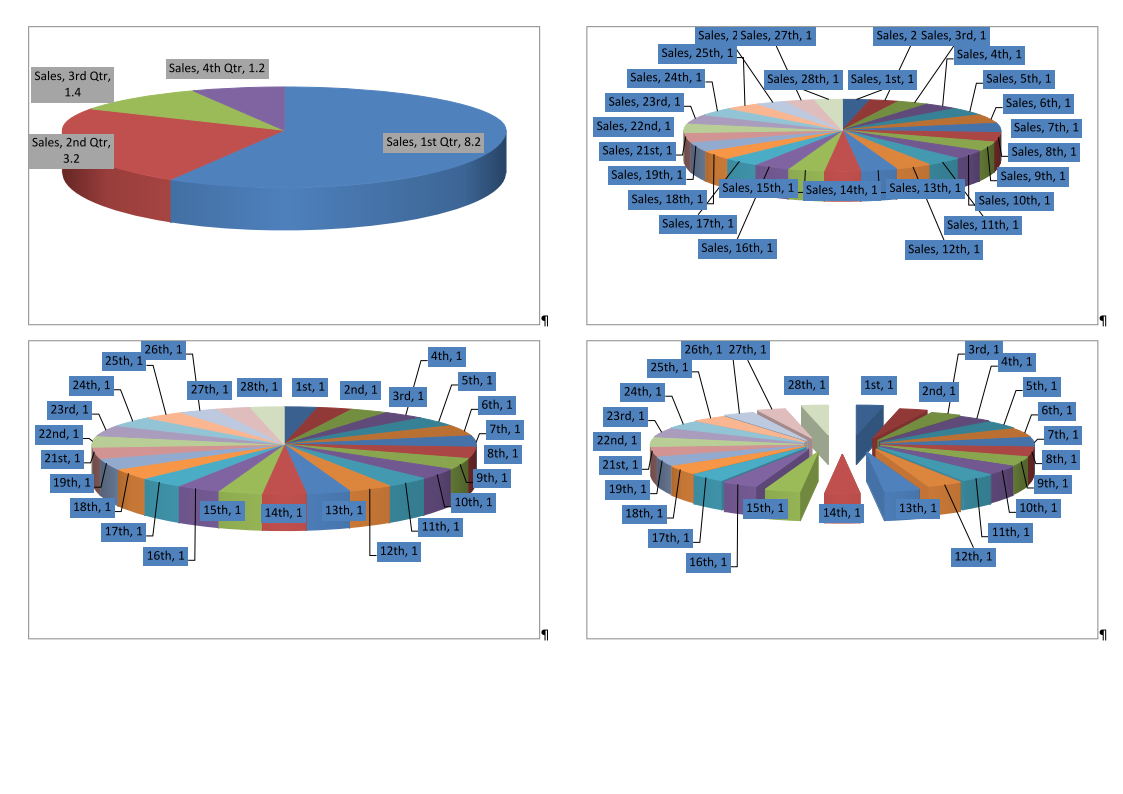 Sales, 4th Qtr, 1.2
Sales, 3rd Qtr,
1.4
Sales, 1st Qtr, 8.2
Sales, 2nd Qtr,
3.2
¶
Sales, 2
Sales, 27th, 1
Sales, 2
Sales, 3rd, 1
Sales, 25th, 1
Sales, 4th, 1
Sales, 24th, 1
Sales, 28th, 1
Sales, 1st, 1
Sales, 5th, 1
Sales, 23rd, 1
Sales, 6th, 1
Sales, 22nd, 1
Sales, 7th, 1
Sales, 21st, 1
Sales, 8th, 1
Sales, 19th, 1
Sales, 9th, 1
Sales, 15th, 1
Sales, 14th, 1
Sales, 13th, 1
Sales, 18th, 1
Sales, 10th, 1
Sales, 17th, 1
Sales, 11th, 1
Sales, 16th, 1
Sales, 12th, 1
¶
26th, 1
25th, 1
4th, 1
24th, 1
27th, 1
28th, 1
1st, 1
2nd, 1
3rd, 1
5th, 1
23rd, 1
6th, 1
22nd, 1
7th, 1
21st, 1
8th, 1
19th, 1
9th, 1
18th, 1
15th, 1
14th, 1
13th, 1
10th, 1
17th, 1
11th, 1
16th, 1
12th, 1
¶
26th, 1
27th, 1
3rd, 1
25th, 1
4th, 1
24th, 1
28th, 1
1st, 1
2nd, 1
5th, 1
23rd, 1
6th, 1
22nd, 1
7th, 1
21st, 1
8th, 1
19th, 1
9th, 1
18th, 1
15th, 1
14th, 1
13th, 1
10th, 1
17th, 1
11th, 1
16th, 1
12th, 1
¶